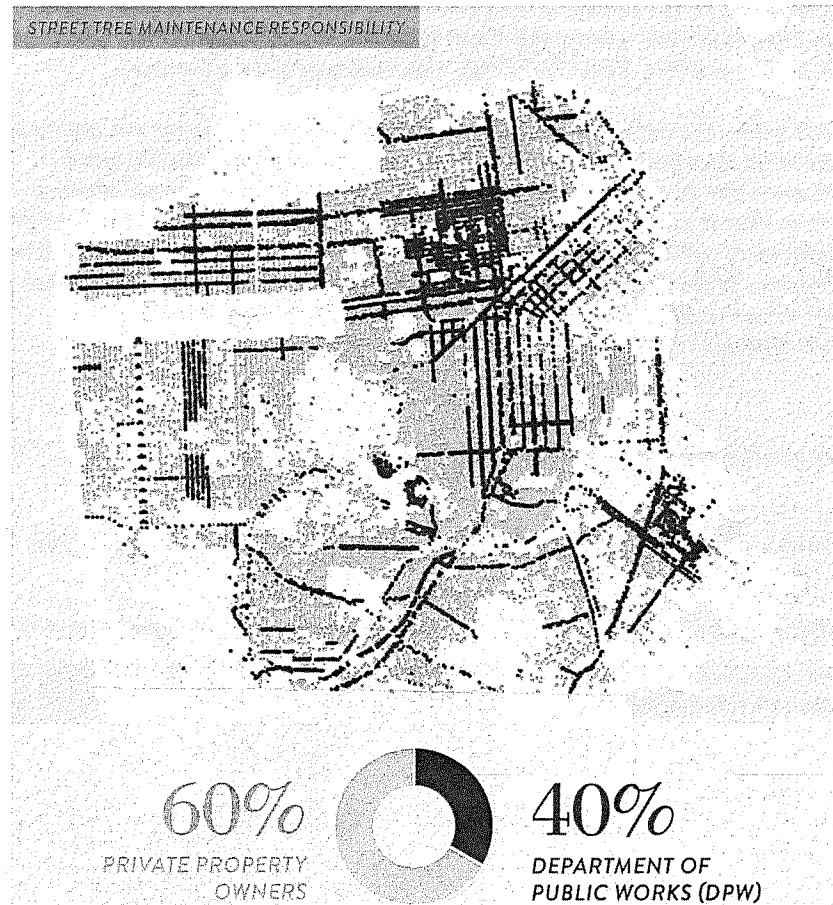 STREET TREE MAINTENANCE RESPONSIBILITY
60%
PRIVATE PROPERTY
OWNERS
40%
DEPARTMENT OF
PUBLIC WORKS (DPW)